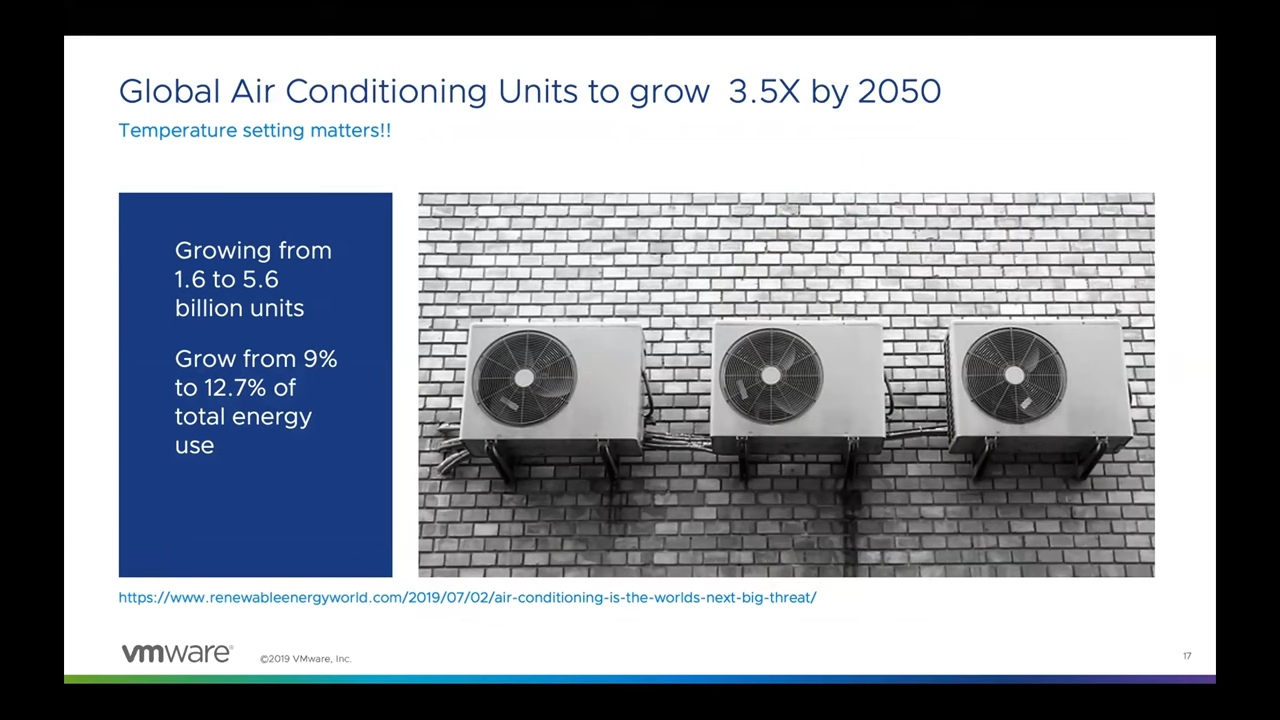 Global Air Conditioning Units to grow  3.5X by 2050
Temperature setting matters!!
Growing from
1.6 to 5.6
billion units
Grow from 9%
to 12.7% of
total energy
use
https://www.renewableenergyworld.com/2019/07/02/air-conditioning-is-the-worlds-next-big-threat/
vmware®
©2019 VMware, Inc.
17